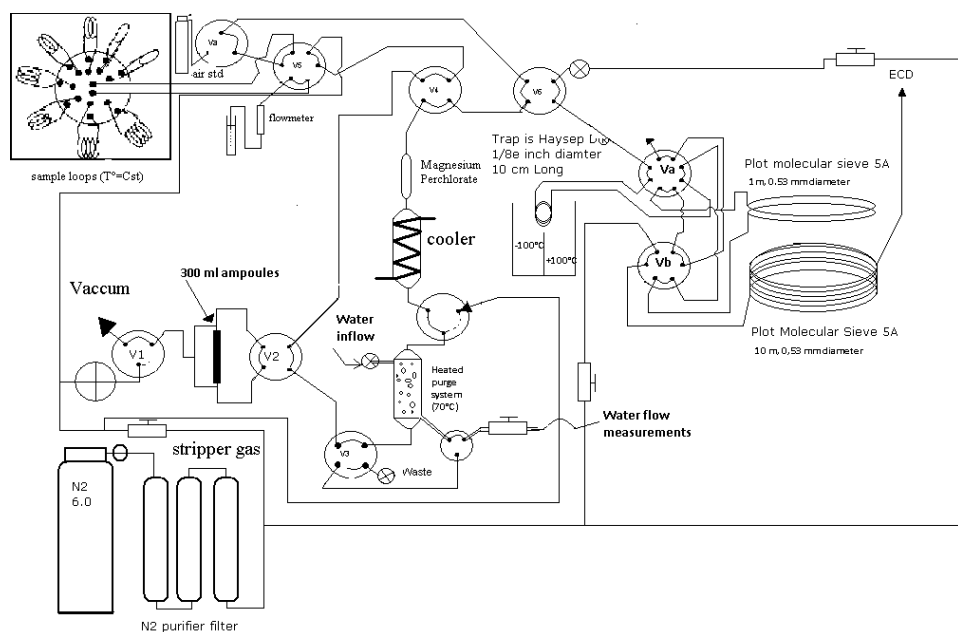 Va
V5
air std
flowmeter
V4
V6
ECD
sample loops (T°=Cst)
Trap is Haysep
1/8e inch diamter
10 cm Long
Magnesium
Perchlorate
Va
Plot molecular sieve 5A
1m, 0.53 mmdiameter
-100°C
+100°C
cooler
Vb
300 ml ampoules
Vaccum
Water
inflow
V1
V2
Plot Molecular Sieve 5A
10 m, 0,53 mmdiameter
Heated
purge
system
(70°C)
Water flow
measurements
stripper gas
V3
Waste
N2
6.0
N2 purifier filter